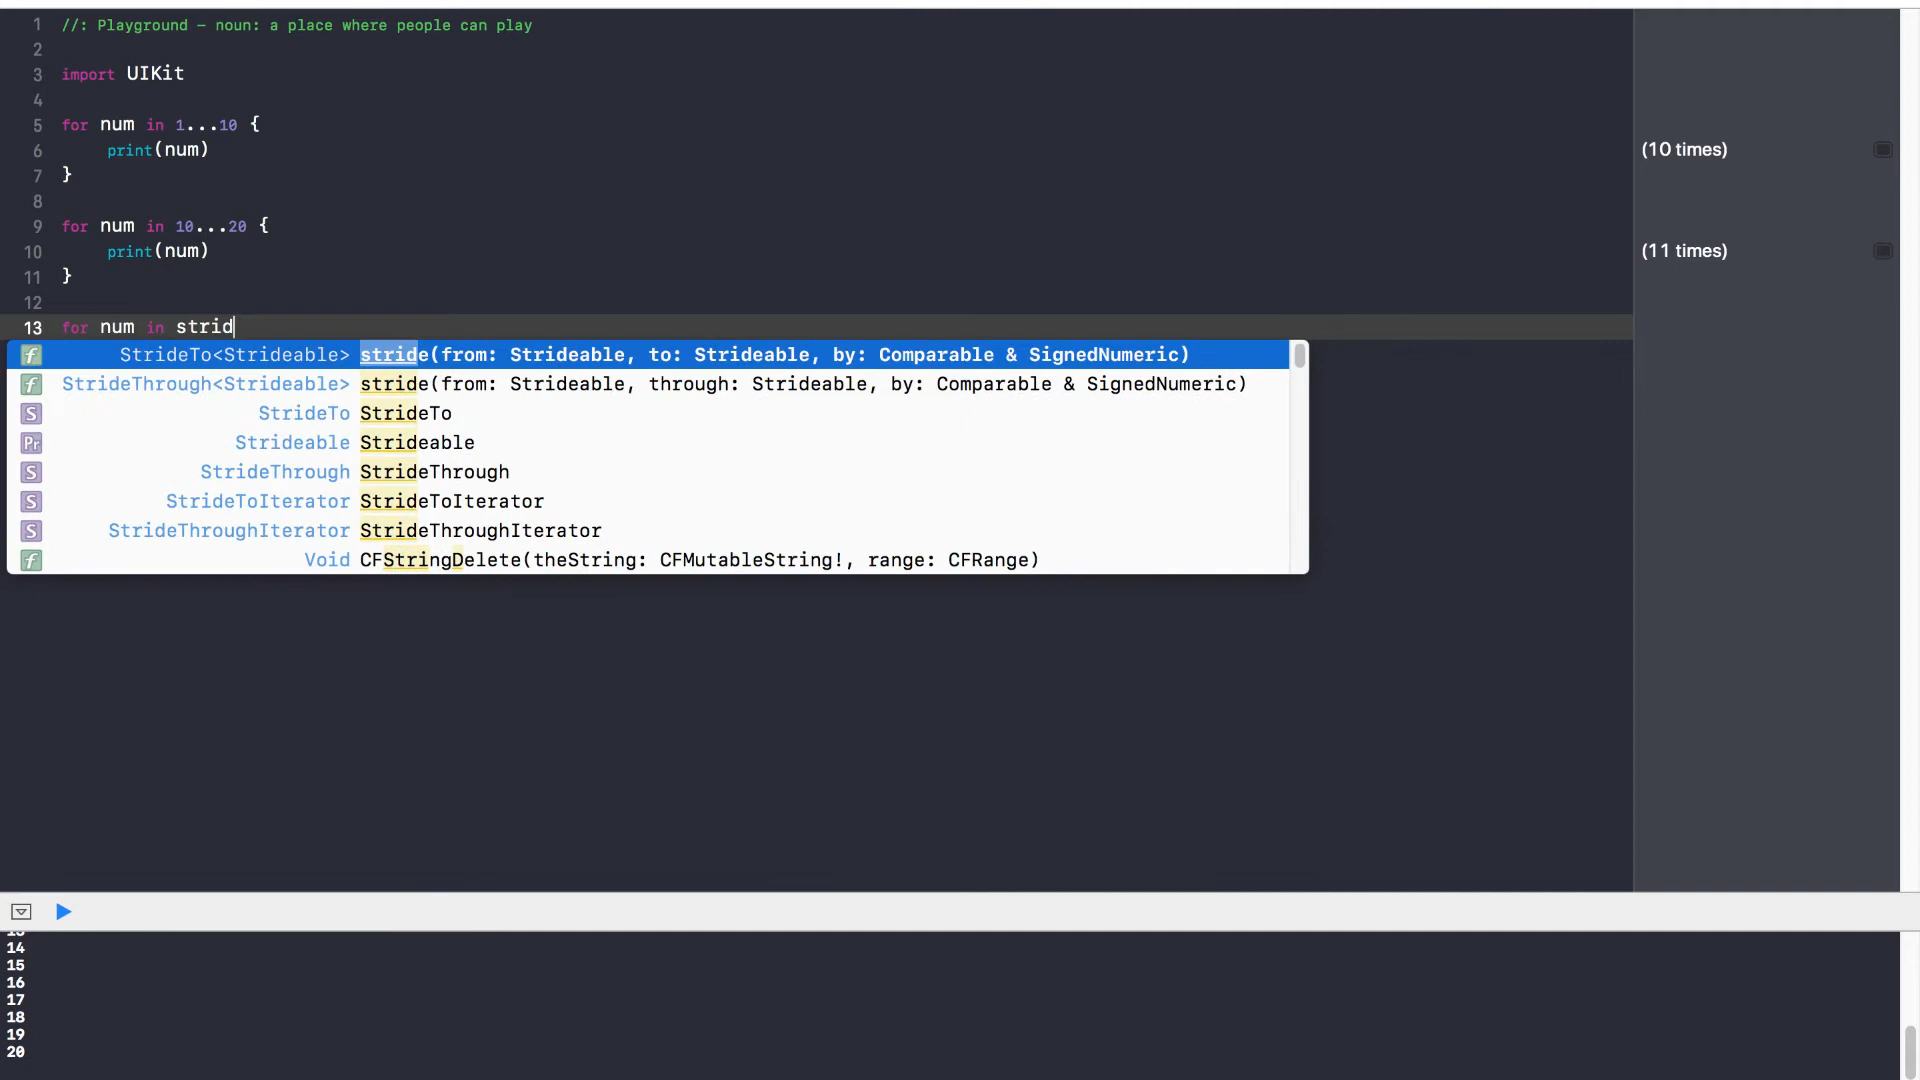 1 //: Playground – noun: a place where people can play
2
3 import UIKit
4
5 for num in 1...10 {
6 print(num) (10 times)
7 }
8
9 for num in 10...20 {
10 print(num) (11 times)
11 }
12
13 for num in strid
f StrideTo<Strideable> stride(from: Strideable, to: Strideable, by: Comparable & SignedNumeric)
f StrideThrough<Strideable> stride(from: Strideable, through: Strideable, by: Comparable & SignedNumeric)
S StrideTo StrideTo
Pr Strideable Strideable
S StrideThrough StrideThrough
S StrideToIterator StrideToIterator
S StrideThroughIterator StrideThroughIterator
f Void CFStringDelete(theString: CFMutableString!, range: CFRange)
13
14
15
16
17
18
19
20